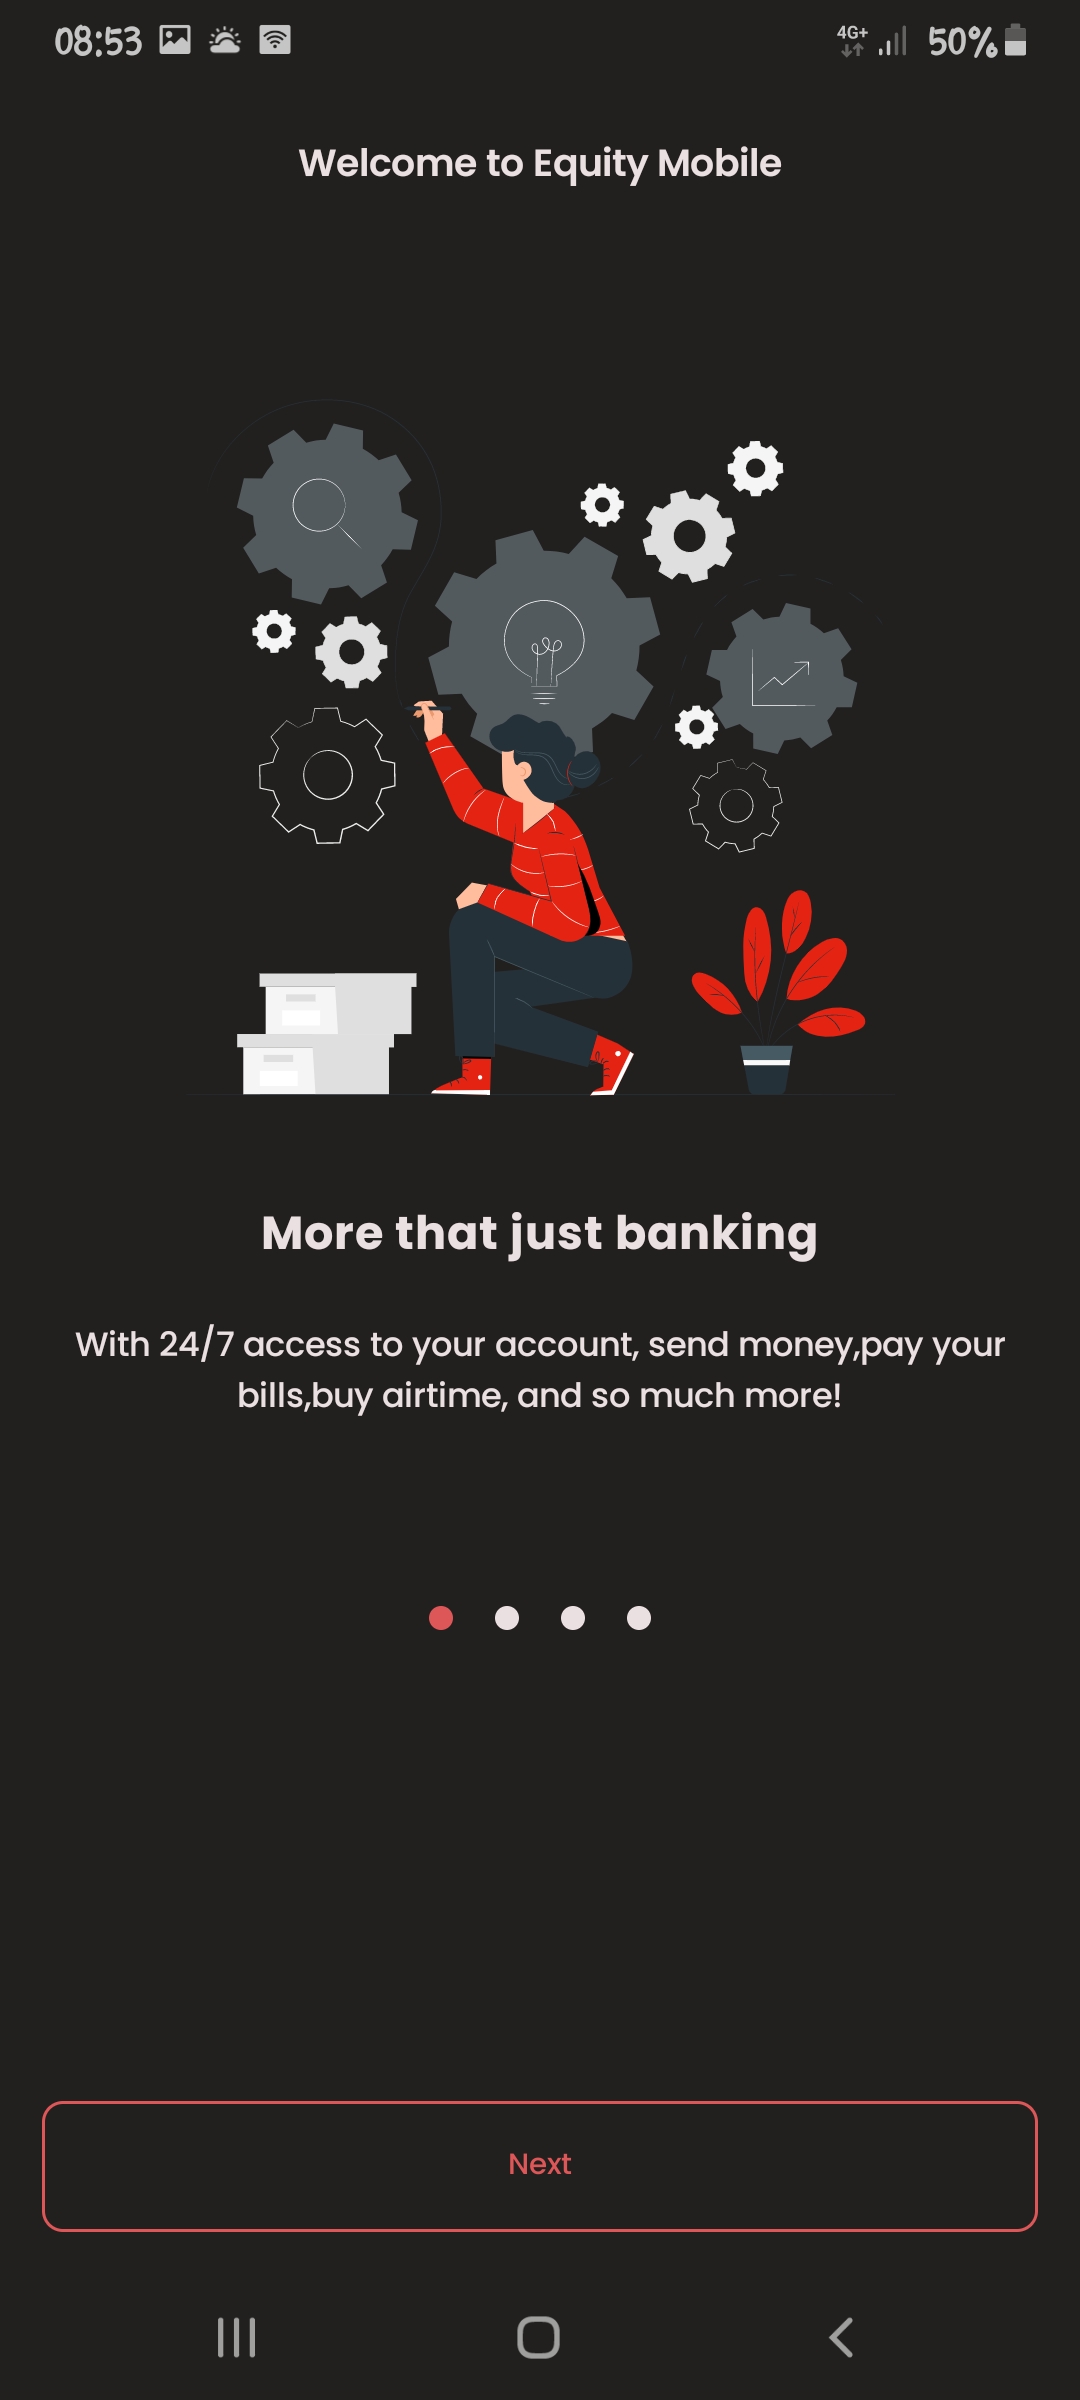 08:53
4G+
50%
Welcome to Equity Mobile
More that just banking
With 24/7 access to your account, send money,pay your
bills,buy airtime, and so much more!
Next